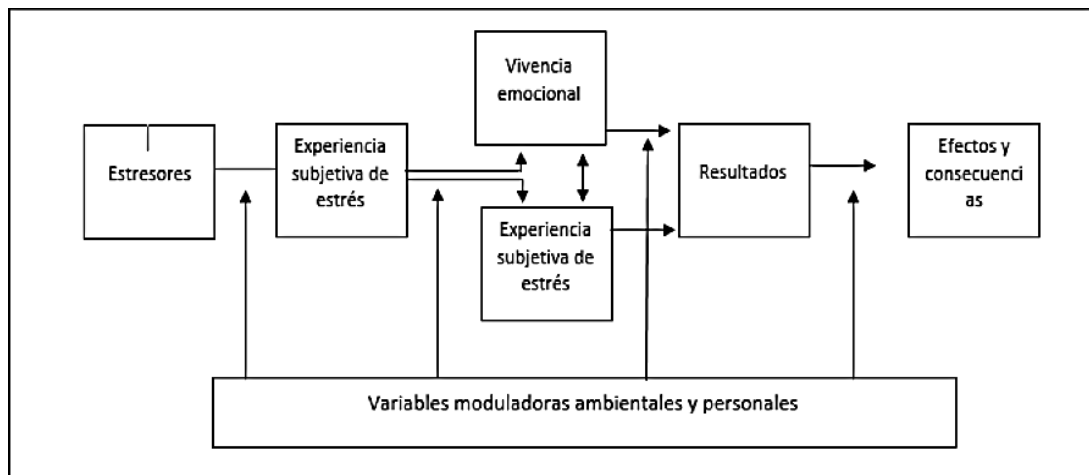 Vivencia
emocional
Estresores
Experiencia
subjetiva de
estrés
Resultados
Efectos y
consecuenci
as
Experiencia
subjetiva de
estrés
Variables moduladoras ambientales y personales